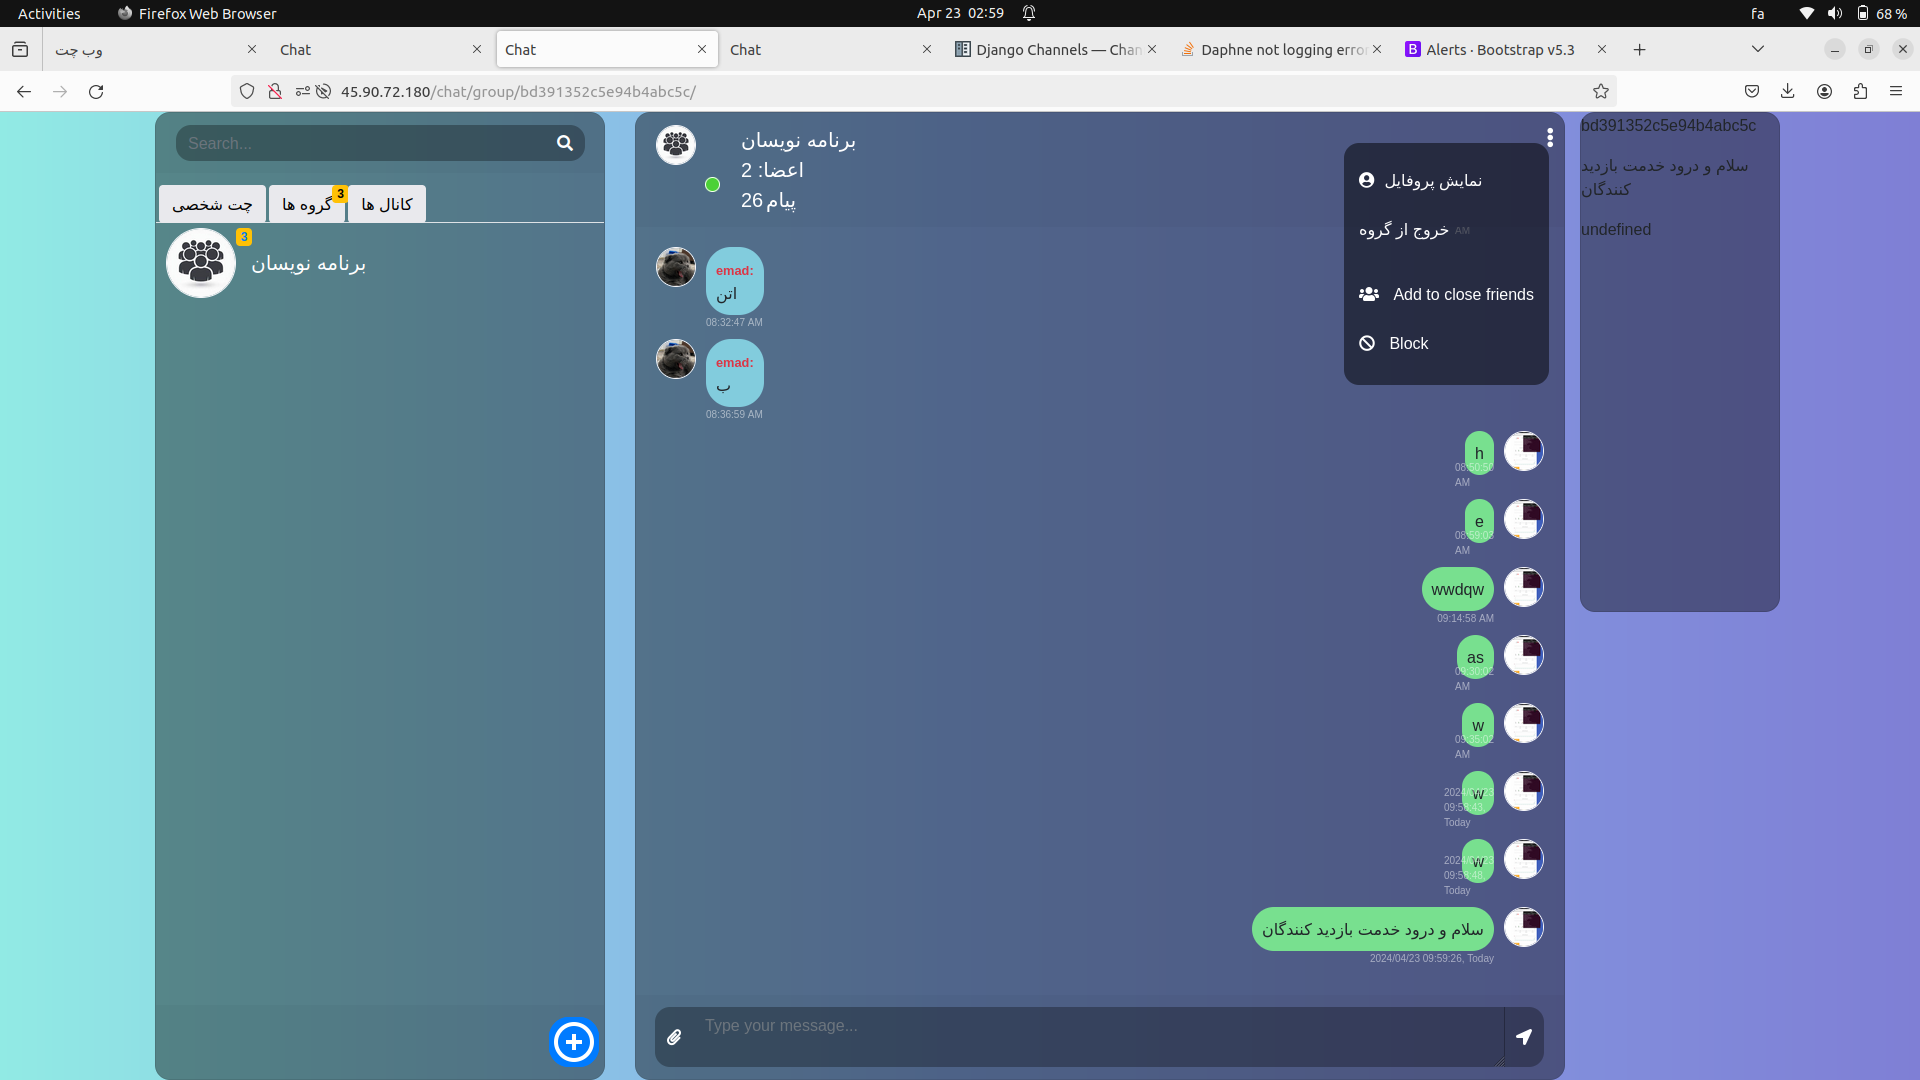 Activities
Firefox Web Browser
Apr 23 02:59
fa
68 %
وب چت
Chat
Chat
Chat
Django Channels — Chan
Daphne not logging error
Alerts · Bootstrap v5.3
45.90.72.180/chat/group/bd391352c5e94b4abc5c/
Search...
چت شخصی
گروه ها
3
کانال ها
3
برنامه نویسان
برنامه نویسان
اعضا: 2
26 پیام
نمایش پروفایل
خروج از گروه
AM
Add to close friends
Block
emad:
اتن
08:32:47 AM
emad:
ب
08:36:59 AM
h
08:50:50
AM
e
08:59:03
AM
wwdqw
09:14:58 AM
as
09:30:02
AM
w
09:35:02
AM
w
2024/04/23
09:58:43,
Today
w
2024/04/23
09:58:48,
Today
سلام و درود خدمت بازدید کنندگان
2024/04/23 09:59:26, Today
Type your message...
bd391352c5e94b4abc5c
سلام و درود خدمت بازدید
کنندگان
undefined